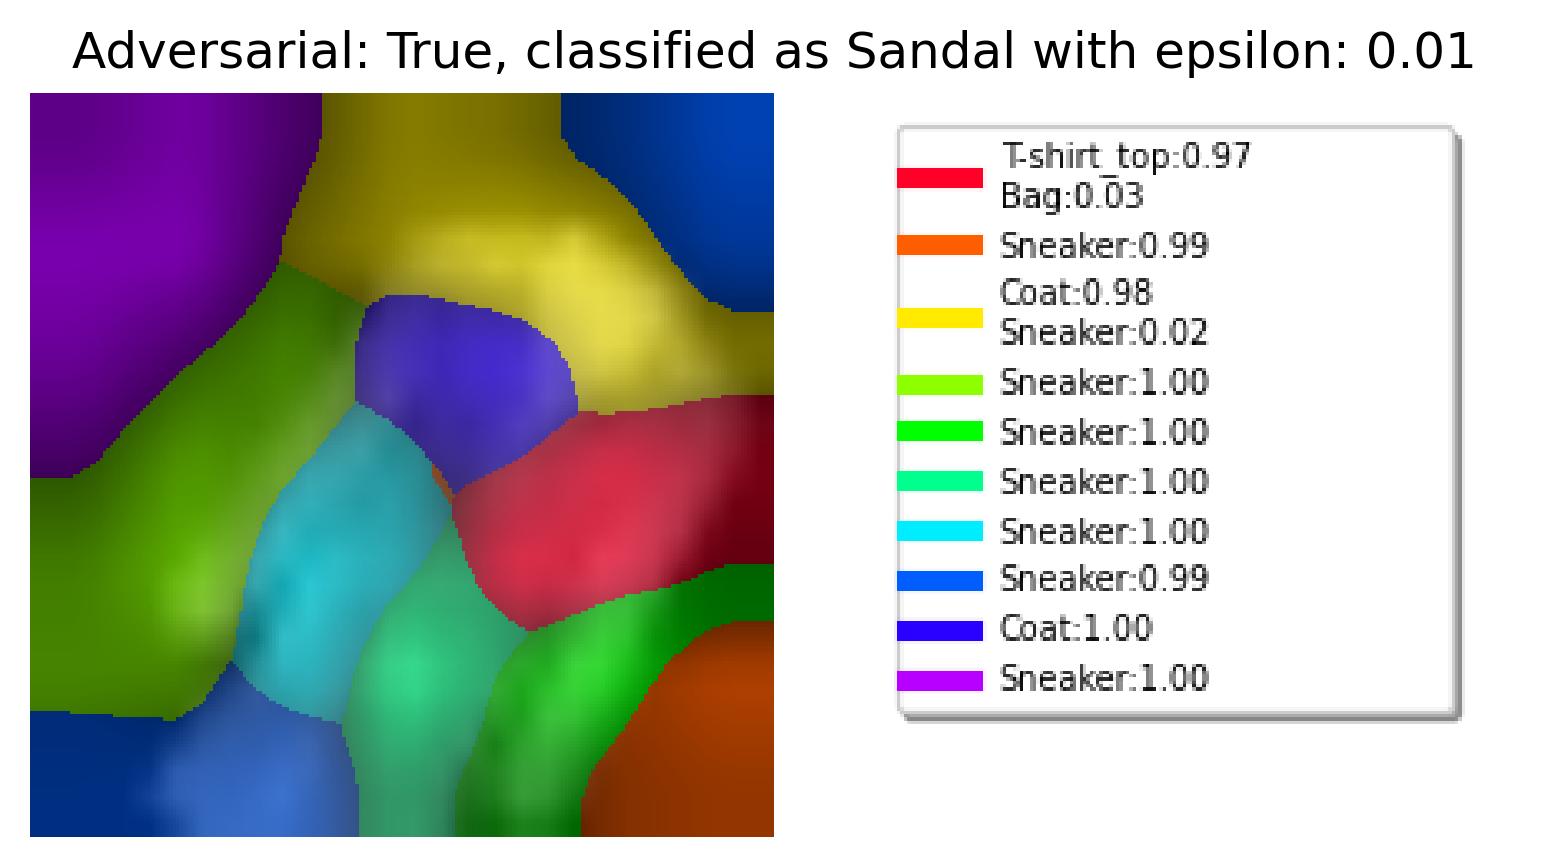 Adversarial: True, classified as Sandal with epsilon: 0.01
T-shirt_top:0.97
Bag:0.03
Sneaker:0.99
Coat:0.98
Sneaker:0.02
Sneaker:1.00
Sneaker:1.00
Sneaker:1.00
Sneaker:1.00
Sneaker:0.99
Coat:1.00
Sneaker:1.00